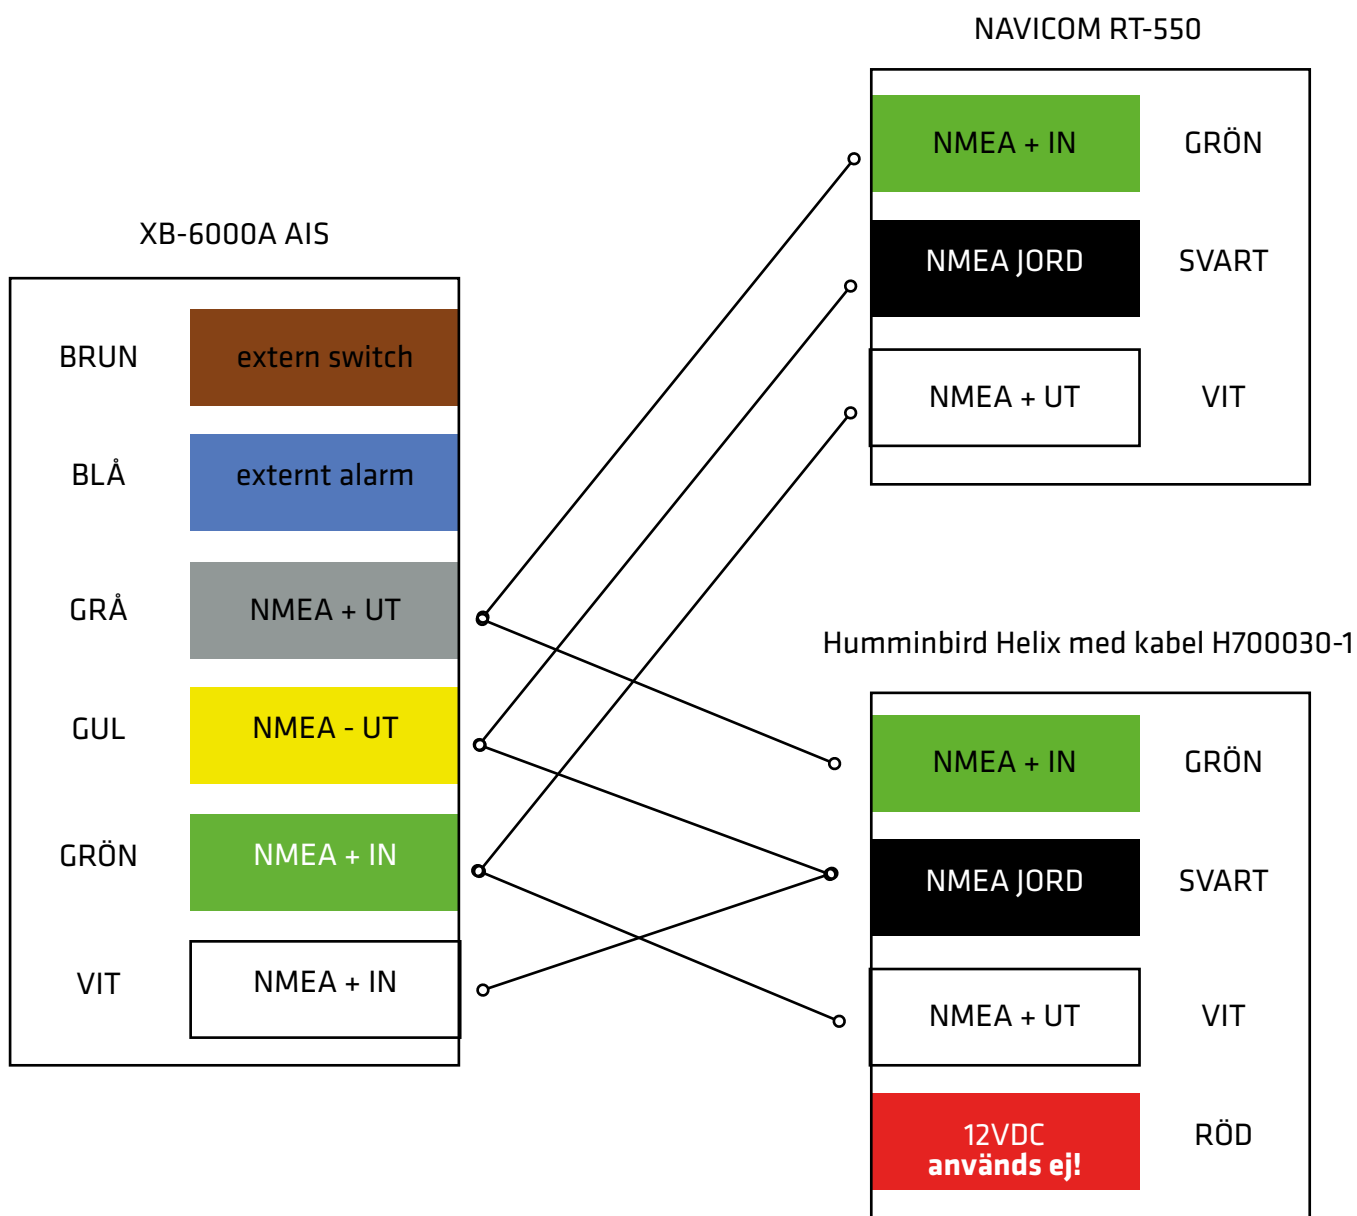 NAVICOM RT-550
NMEA + IN GRÖN
NMEA JORD SVART
NMEA + UT VIT
XB-6000A AIS
BRUN extern switch
BLÅ externt alarm
GRÅ NMEA + UT
GUL NMEA - UT
GRÖN NMEA + IN
VIT NMEA + IN
Humminbird Helix med kabel H700030-1
NMEA + IN GRÖN
NMEA JORD SVART
NMEA + UT VIT
12VDC RÖD
används ej!